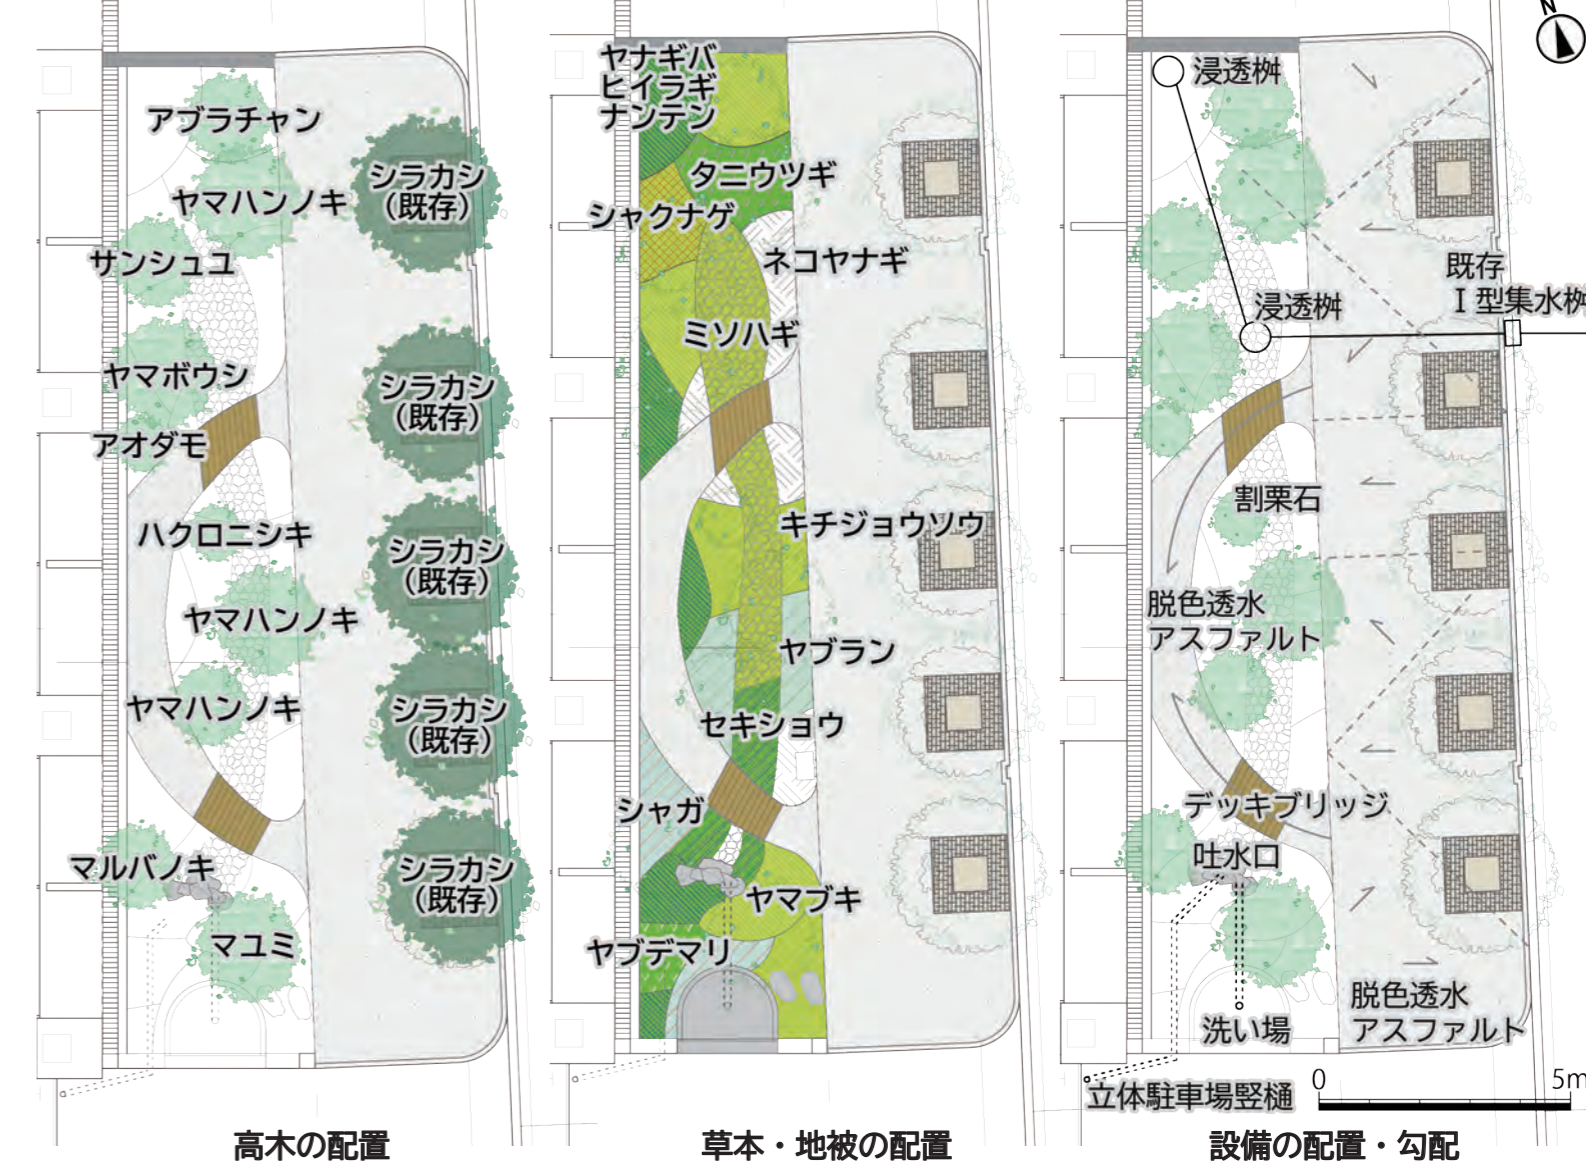 アブラチャン
ヤマハンノキ
シラカシ
（既存）
サンシュユ
ヤマボウシ
シラカシ
（既存）
アオダモ
ハクロニシキ
シラカシ
（既存）
ヤマハンノキ
ヤマハンノキ
シラカシ
（既存）
マルバノキ
シラカシ
（既存）
マユミ
高木の配置
ヤナギバ
ヒイラギ
ナンテン
タニウツギ
シャクナゲ
ネコヤナギ
ミソハギ
キチジョウソウ
ヤブラン
セキショウ
シャガ
ヤマブキ
ヤブデマリ
草本・地被の配置
N
浸透桝
既存
Ⅰ型集水桝
浸透桝
割栗石
脱色透水
アスファルト
デッキブリッジ
吐水口
脱色透水
アスファルト
洗い場
立体駐車場竪樋
0 5m
設備の配置・勾配